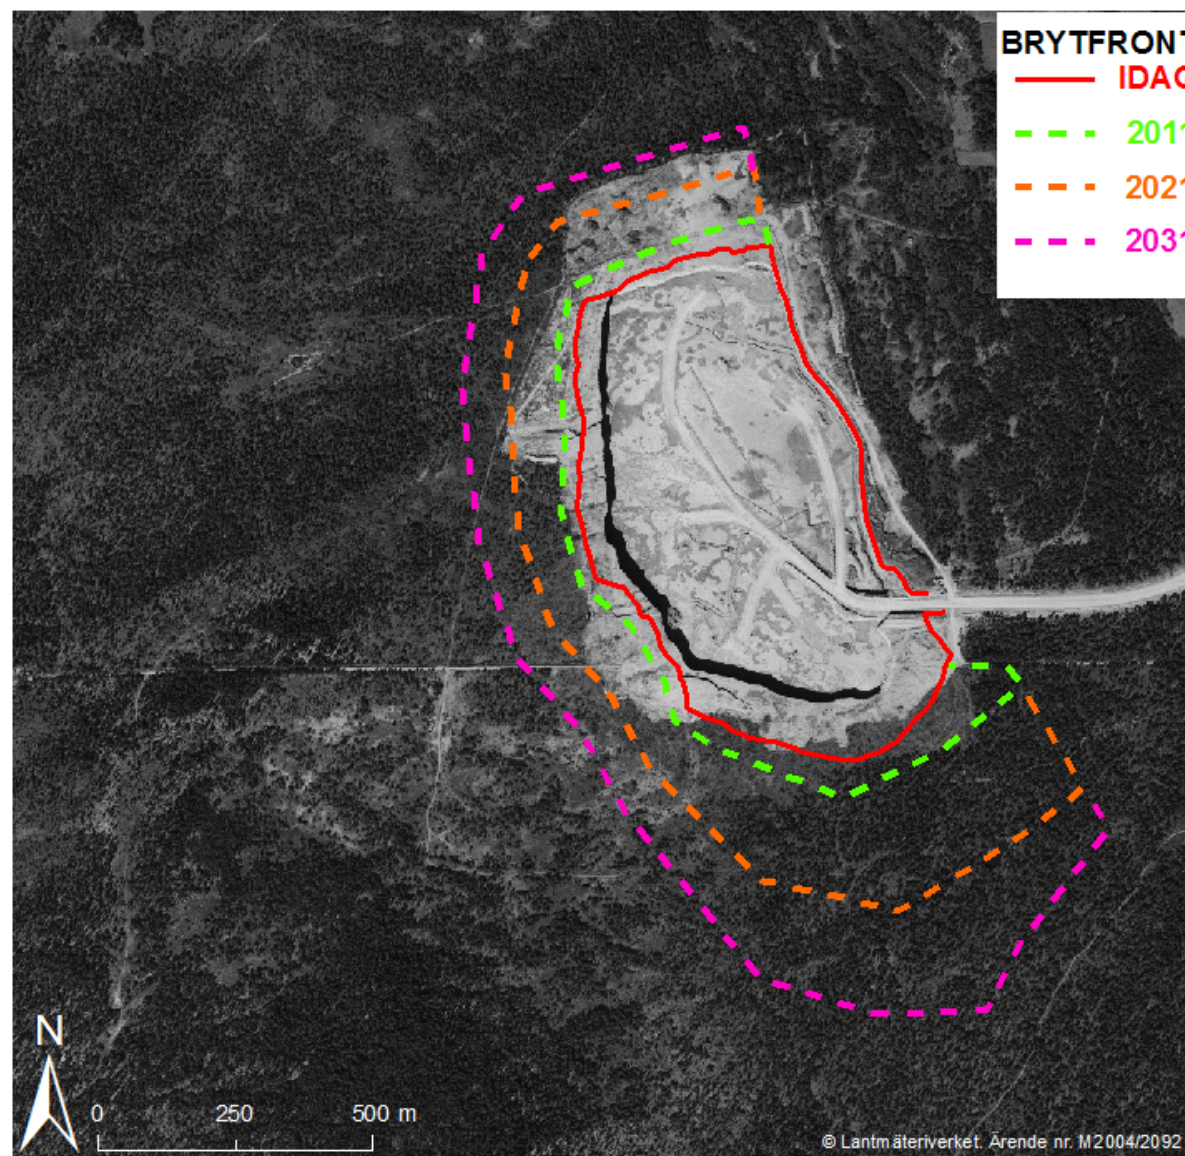 BRYTFRONT
IDAG
2011
2021
2031
N
0 250 500 m
© Lantmäteriverket. Ärende nr. M2004/2092